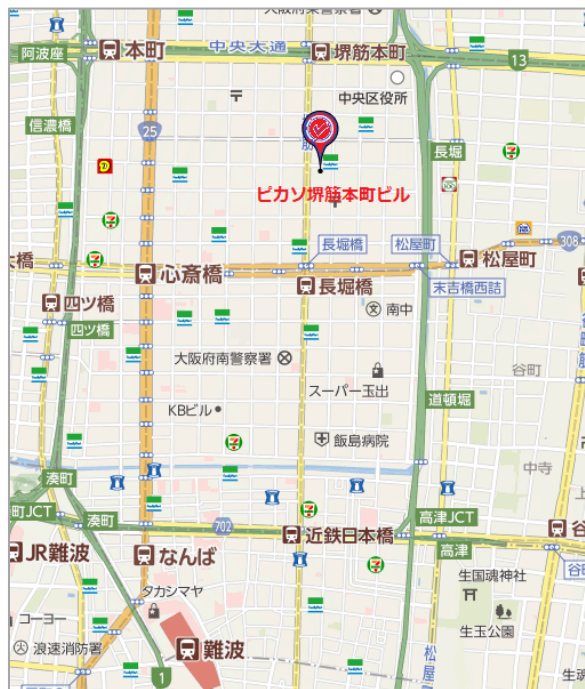 大阪府東警察署
阿波座
本町
中央大通
堺筋本町
13
中央区役所
信濃橋
25
筋
長堀
ピカソ堺筋本町ビル
308
長堀橋
松屋町
松屋町
橋
心斎橋
長堀橋
末吉橋西詰
四ツ橋
南中
四ツ橋
大阪府南警察署
谷町
スーパー玉出
道頓堀
KBビル
飯島病院
中寺
湊町
上
町JCT
湊町
702
近鉄日本橋
高津JCT
谷
JR難波
なんば
高津
谷町
生国魂神社
タカシマヤ
コーヨー
生玉公園
浪速消防署
難波
松屋町
1